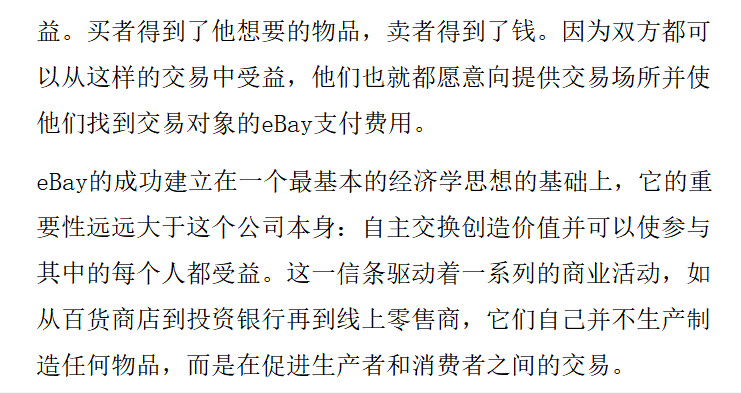 益。买者得到了他想要的物品，卖者得到了钱。因为双方都可
以从这样的交易中受益，他们也就都愿意向提供交易场所并使
他们找到交易对象的eBay支付费用。
eBay的成功建立在一个最基本的经济学思想的基础上，它的重
要性远远大于这个公司本身：自主交换创造价值并可以使参与
其中的每个人都受益。这一信条驱动着一系列的商业活动，如
从百货商店到投资银行再到线上零售商，它们自己并不生产制
造任何物品，而是在促进生产者和消费者之间的交易。